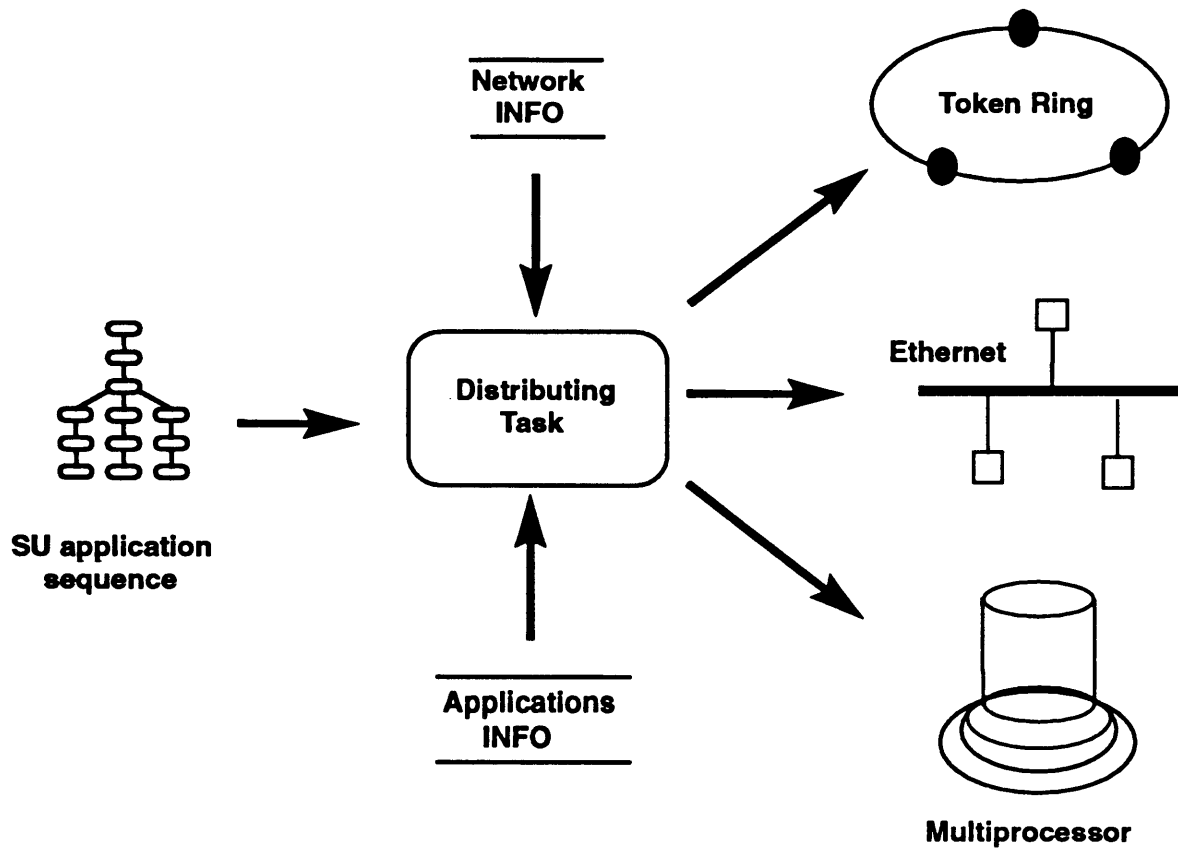 Network
INFO
Token Ring
Ethernet
Distributing
Task
SU application
sequence
Applications
INFO
Multiprocessor